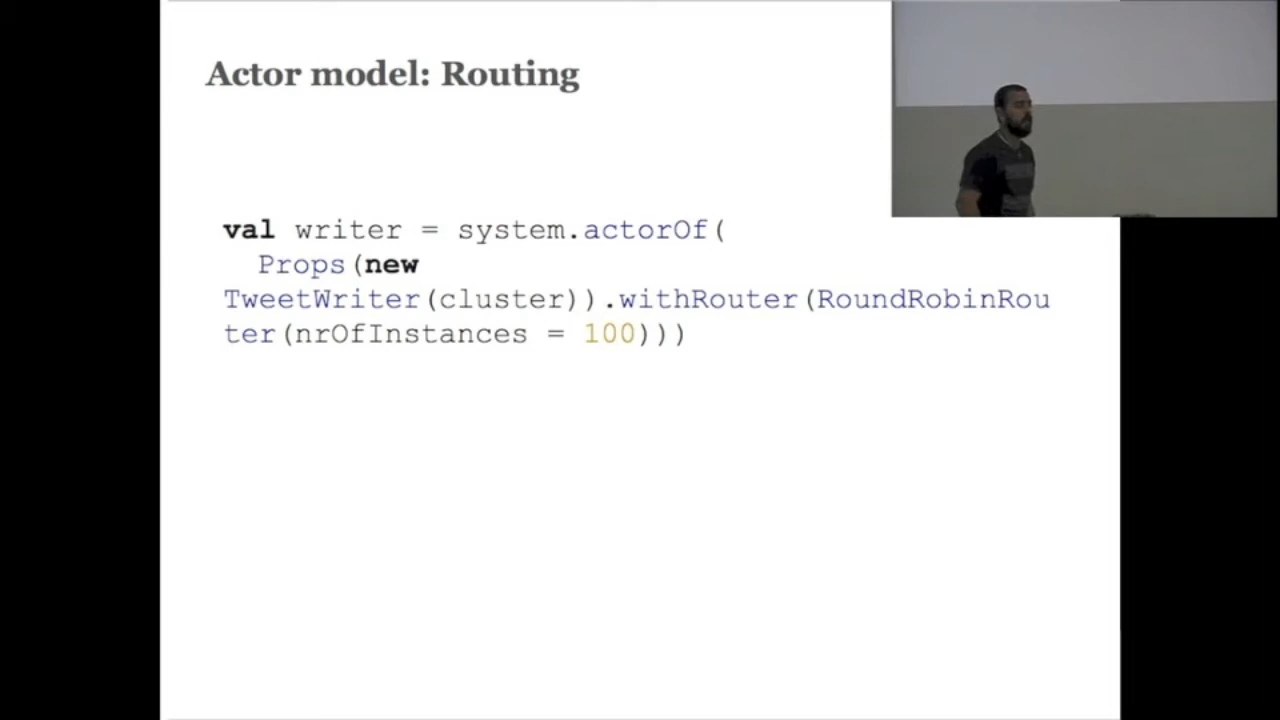 Actor model: Routing
val writer = system.actorOf(
Props(new
TweetWriter(cluster)).withRouter(RoundRobinRou
ter(nrOfInstances = 100)))